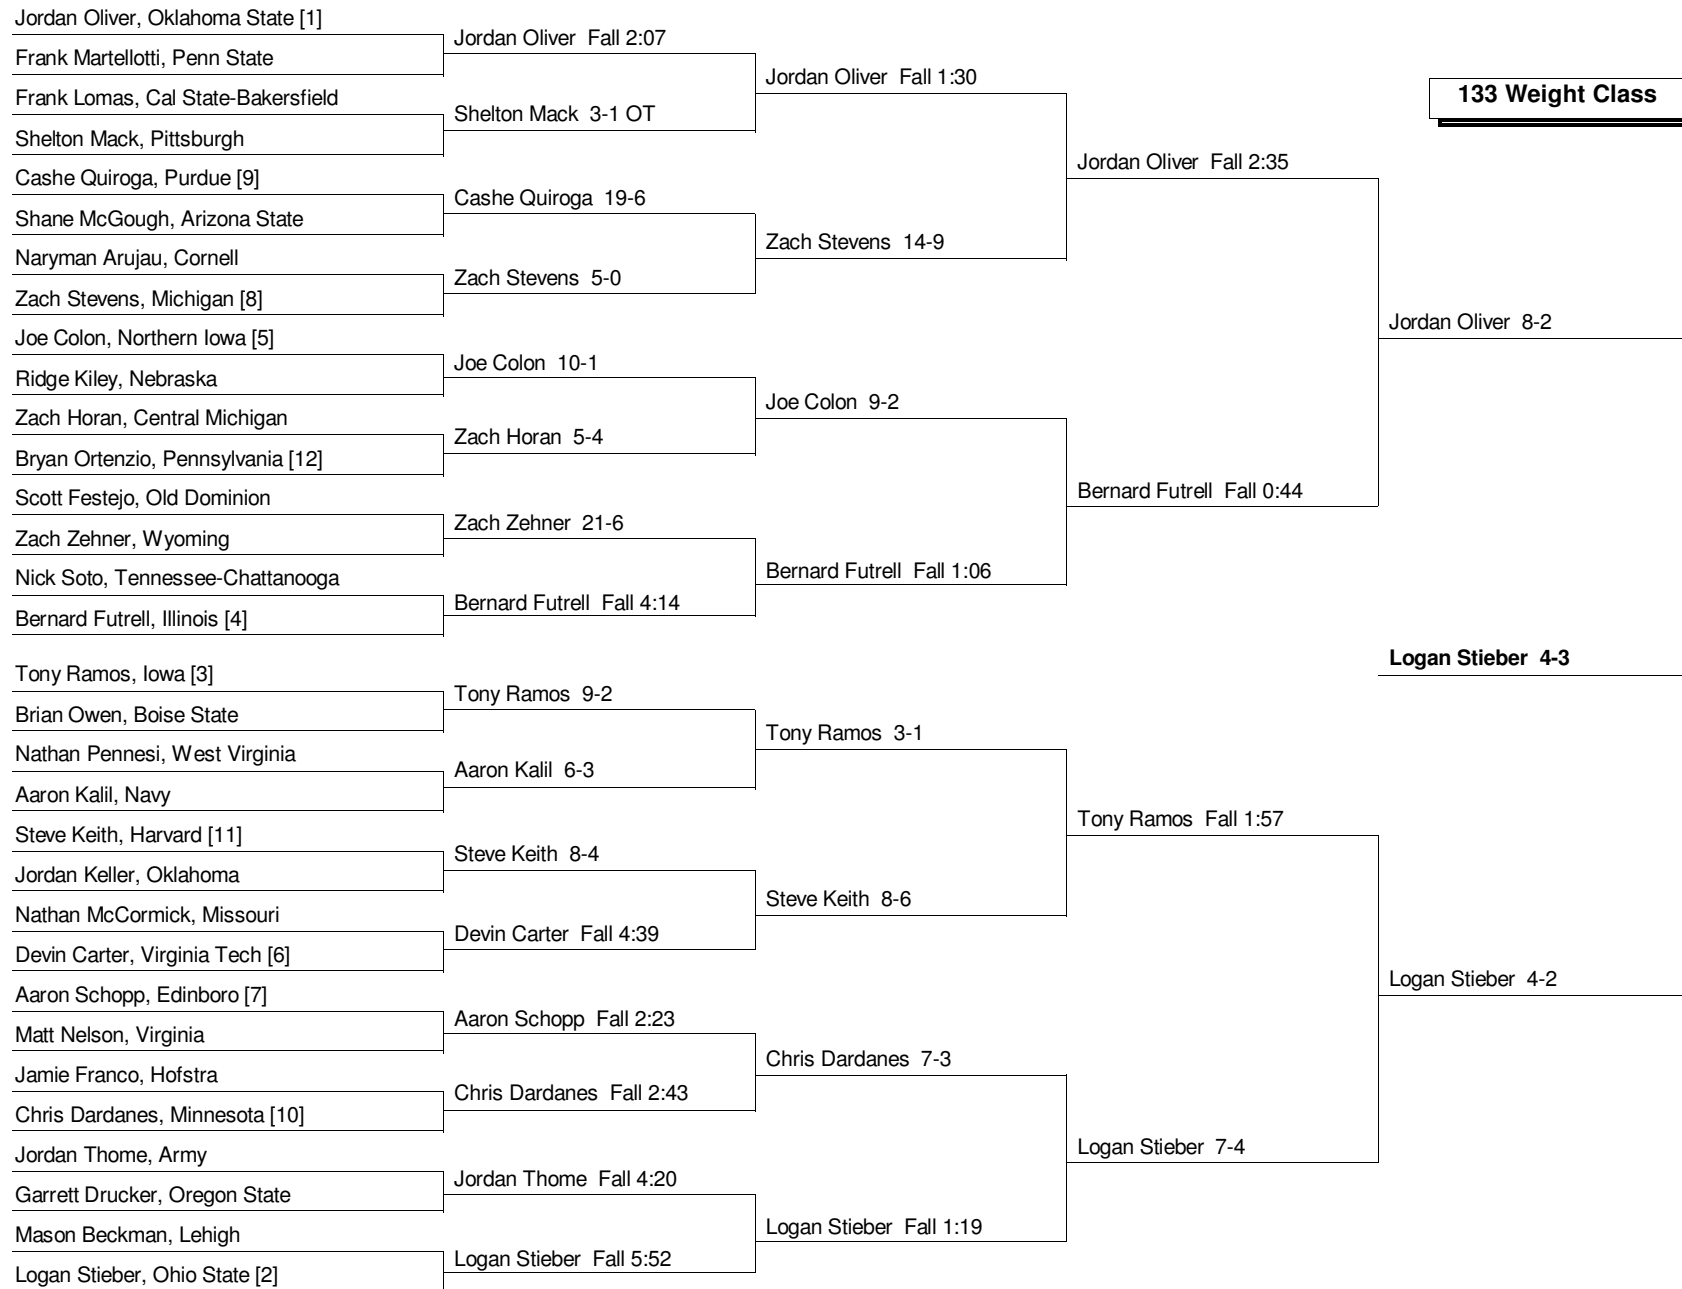 Jordan Oliver, Oklahoma State [1]
Frank Martellotti, Penn State
Frank Lomas, Cal State-Bakersfield
Shelton Mack, Pittsburgh
Cashe Quiroga, Purdue [9]
Shane McGough, Arizona State
Naryman Arujau, Cornell
Zach Stevens, Michigan [8]
Joe Colon, Northern Iowa [5]
Ridge Kiley, Nebraska
Zach Horan, Central Michigan
Bryan Ortenzio, Pennsylvania [12]
Scott Festejo, Old Dominion
Zach Zehner, Wyoming
Nick Soto, Tennessee-Chattanooga
Bernard Futrell, Illinois [4]
Tony Ramos, Iowa [3]
Brian Owen, Boise State
Nathan Pennesi, West Virginia
Aaron Kalil, Navy
Steve Keith, Harvard [11]
Jordan Keller, Oklahoma
Nathan McCormick, Missouri
Devin Carter, Virginia Tech [6]
Aaron Schopp, Edinboro [7]
Matt Nelson, Virginia
Jamie Franco, Hofstra
Chris Dardanes, Minnesota [10]
Jordan Thome, Army
Garrett Drucker, Oregon State
Mason Beckman, Lehigh
Logan Stieber, Ohio State [2]
Jordan Oliver Fall 2:07
Shelton Mack 3-1 OT
Cashe Quiroga 19-6
Zach Stevens 5-0
Joe Colon 10-1
Zach Horan 5-4
Zach Zehner 21-6
Bernard Futrell Fall 4:14
Tony Ramos 9-2
Aaron Kalil 6-3
Steve Keith 8-4
Devin Carter Fall 4:39
Aaron Schopp Fall 2:23
Chris Dardanes Fall 2:43
Jordan Thome Fall 4:20
Logan Stieber Fall 5:52
Jordan Oliver Fall 1:30
Zach Stevens 14-9
Joe Colon 9-2
Bernard Futrell Fall 1:06
Tony Ramos 3-1
Steve Keith 8-6
Chris Dardanes 7-3
Logan Stieber Fall 1:19
Jordan Oliver Fall 2:35
Bernard Futrell Fall 0:44
Tony Ramos Fall 1:57
Logan Stieber 7-4
133 Weight Class
Jordan Oliver 8-2
Logan Stieber 4-3
Logan Stieber 4-2